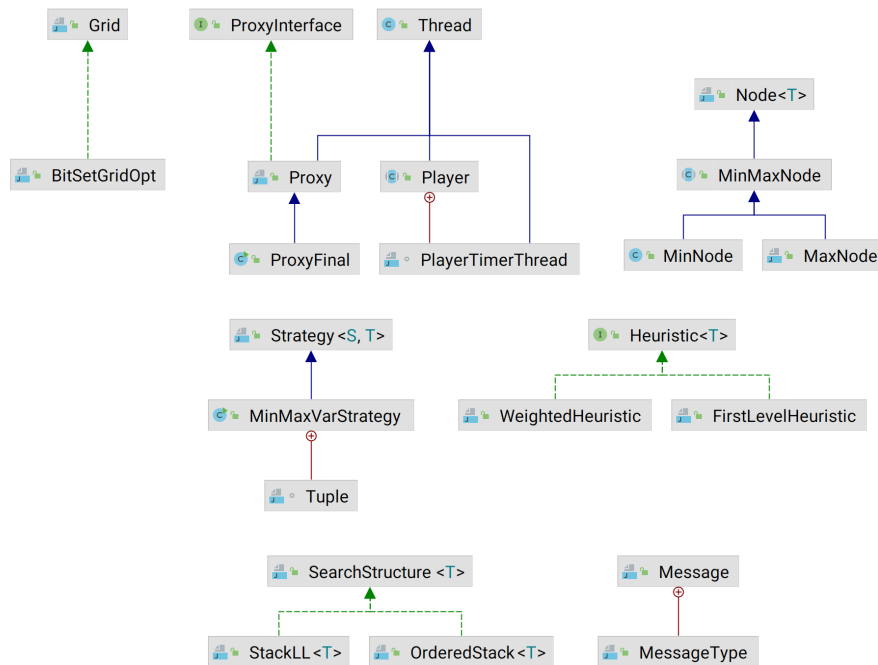 Grid
ProxyInterface
Thread
Node<T>
BitSetGridOpt
Proxy
Player
MinMaxNode
ProxyFinal
PlayerTimerThread
MinNode
MaxNode
Strategy<S, T>
Heuristic<T>
MinMaxVarStrategy
WeightedHeuristic
FirstLevelHeuristic
Tuple
SearchStructure <T>
Message
StackLL<T>
OrderedStack<T>
MessageType